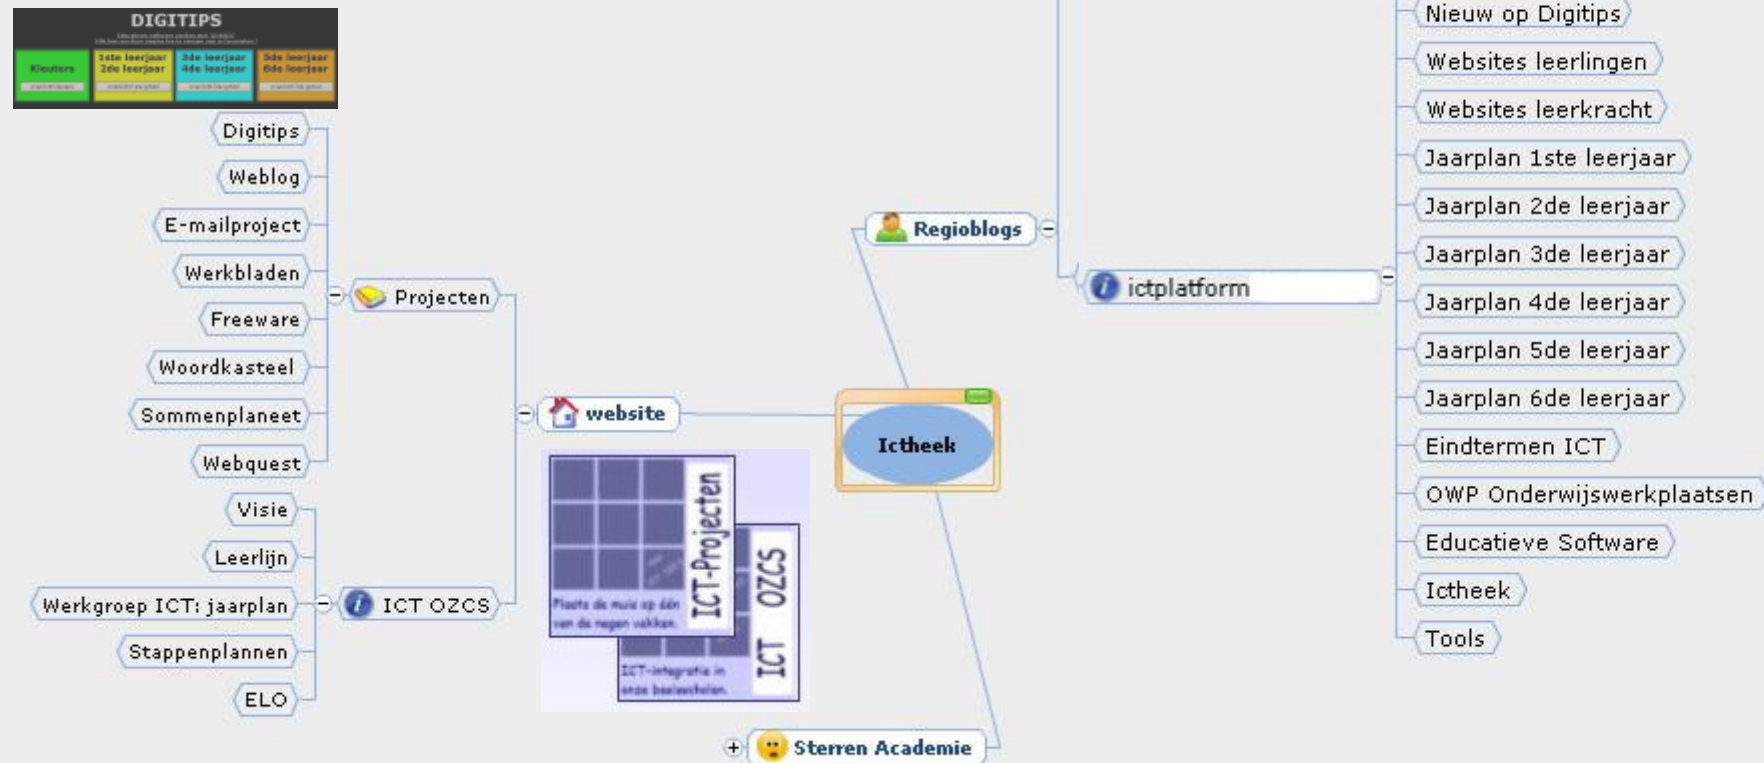 DIGITIPS
Kleuters
1ste leerjaar
2de leerjaar
3de leerjaar
4de leerjaar
5de leerjaar
6de leerjaar
Digitips
Weblog
E-mailproject
Werkbladen
Freeware
Woordkasteel
Sommenplaneet
Webquest
Projecten
Visie
Leerlijn
Werkgroep ICT: jaarplan
Stappenplannen
ELO
ICT OZCS
website
ICT-Projecten
Plaats de muis op één
van de negen vakken.
ICT OZCS
ICT-integratie in
onze basisscholen.
Ictheek
Regioblogs
Sterren Academie
ictplatform
Nieuw op Digitips
Websites leerlingen
Websites leerkracht
Jaarplan 1ste leerjaar
Jaarplan 2de leerjaar
Jaarplan 3de leerjaar
Jaarplan 4de leerjaar
Jaarplan 5de leerjaar
Jaarplan 6de leerjaar
Eindtermen ICT
OWP Onderwijswerkplaatsen
Educatieve Software
Ictheek
Tools